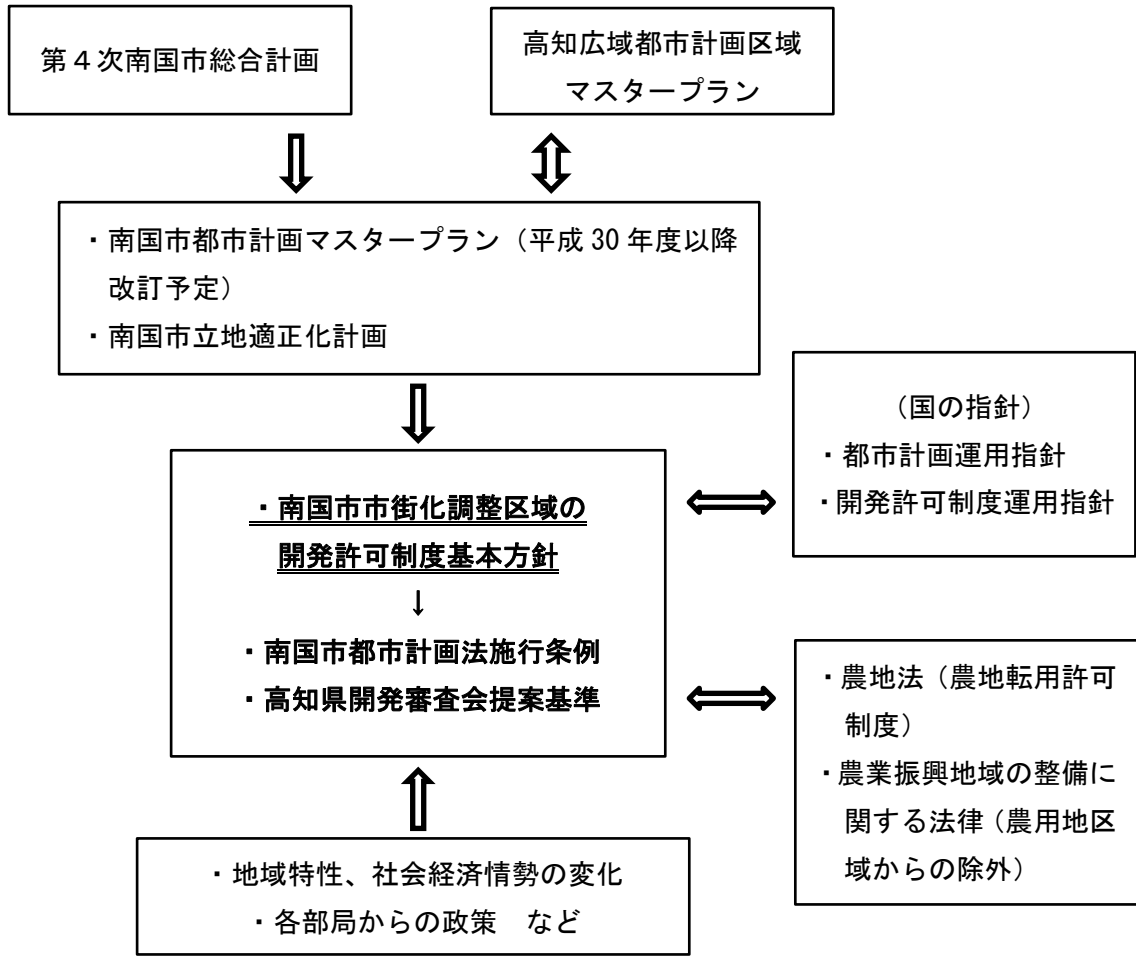 第４次南国市総合計画
高知広域都市計画区域
マスタープラン
・南国市都市計画マスタープラン（平成 30 年度以降
改訂予定）
・南国市立地適正化計画
（国の指針）
・都市計画運用指針
・開発許可制度運用指針
・南国市市街化調整区域の
開発許可制度基本方針
↓
・南国市都市計画法施行条例
・高知県開発審査会提案基準
・農地法（農地転用許可
制度）
・農業振興地域の整備に
関する法律（農用地区
域からの除外）
・地域特性、社会経済情勢の変化
・各部局からの政策　など